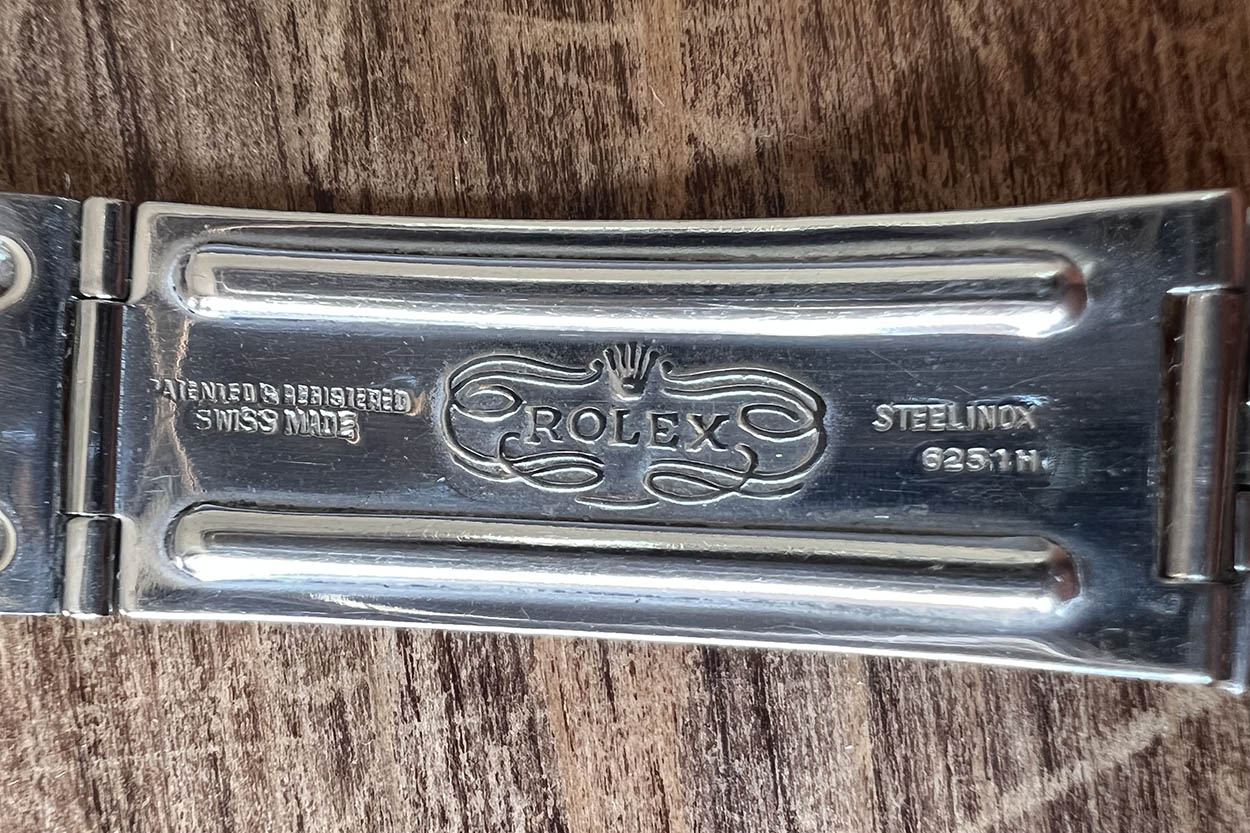 PATENTED & REGISTERED
SWISS MADE
ROLEX
STEELINOX
6251H